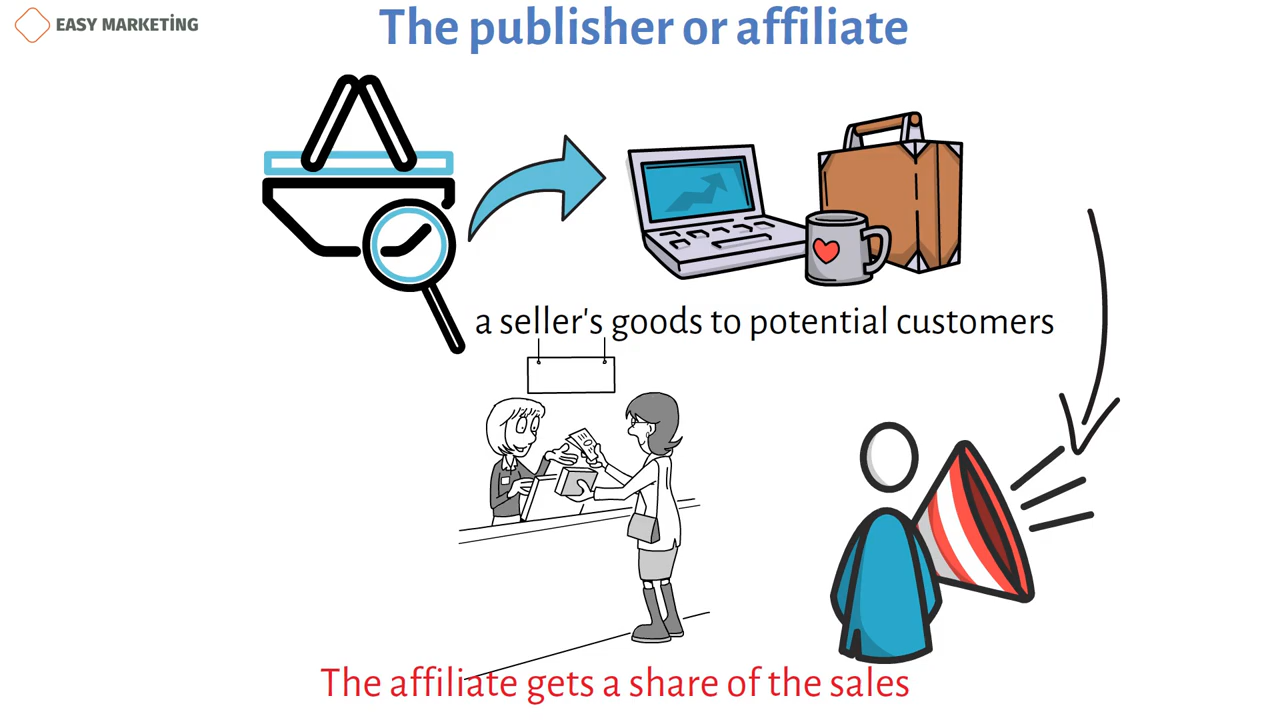 EASY MARKETİNG
The publisher or affiliate
a seller's goods to potential customers
The affiliate gets a share of the sales